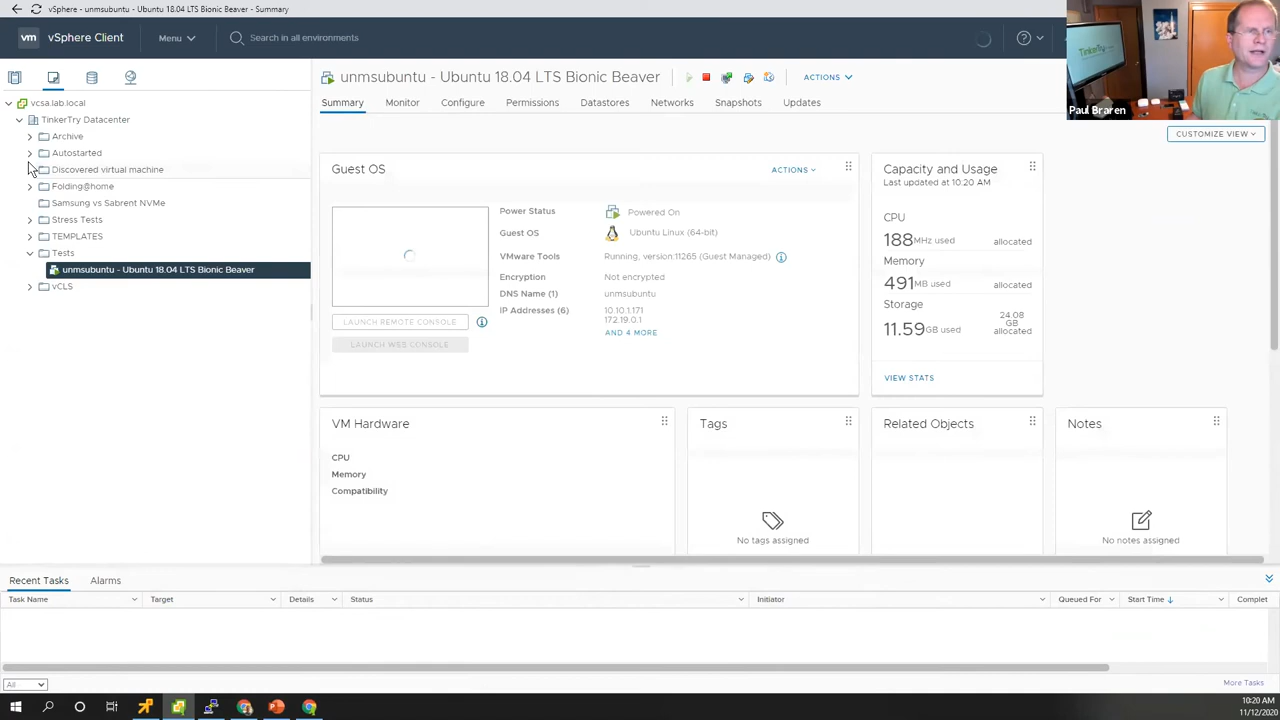 vSphere - unmsubuntu - Ubuntu 18.04 LTS Bionic Beaver - Summary
vm vSphere Client Menu Search in all environments
TinkerTry
Paul Braren
vcsa.lab.local
TinkerTry Datacenter
Archive
Autostarted
Discovered virtual machine
Folding@home
Samsung vs Sabrent NVMe
Stress Tests
TEMPLATES
Tests
unmsubuntu - Ubuntu 18.04 LTS Bionic Beaver
vCLS
unmsubuntu - Ubuntu 18.04 LTS Bionic Beaver ACTIONS
Summary Monitor Configure Permissions Datastores Networks Snapshots Updates
CUSTOMIZE VIEW
Guest OS ACTIONS
Power Status Powered On
Guest OS Ubuntu Linux (64-bit)
VMware Tools Running, version:11265 (Guest Managed)
Encryption Not encrypted
DNS Name (1) unmsubuntu
IP Addresses (6) 10.10.1.171
172.19.0.1
AND 4 MORE
LAUNCH REMOTE CONSOLE
LAUNCH WEB CONSOLE
Capacity and Usage
Last updated at 10:20 AM
CPU
188 MHz used allocated
Memory
491 MB used allocated
Storage
11.59 GB used 24.08
GB
allocated
VIEW STATS
VM Hardware
CPU
Memory
Compatibility
Tags
No tags assigned
Related Objects
Notes
No notes assigned
Recent Tasks Alarms
Task Name Target Details Status Initiator Queued For Start Time Complet
All
More Tasks
10:20 AM
11/12/2020